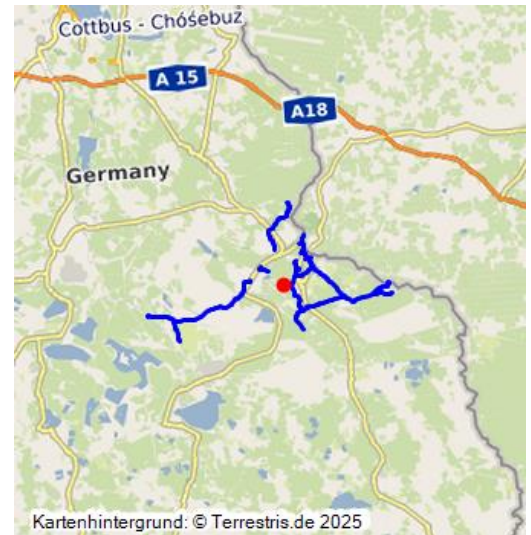 Cottbus - Chóśebuz
A 15
A18
Germany
Kartenhintergrund: © Terrestris.de 2025